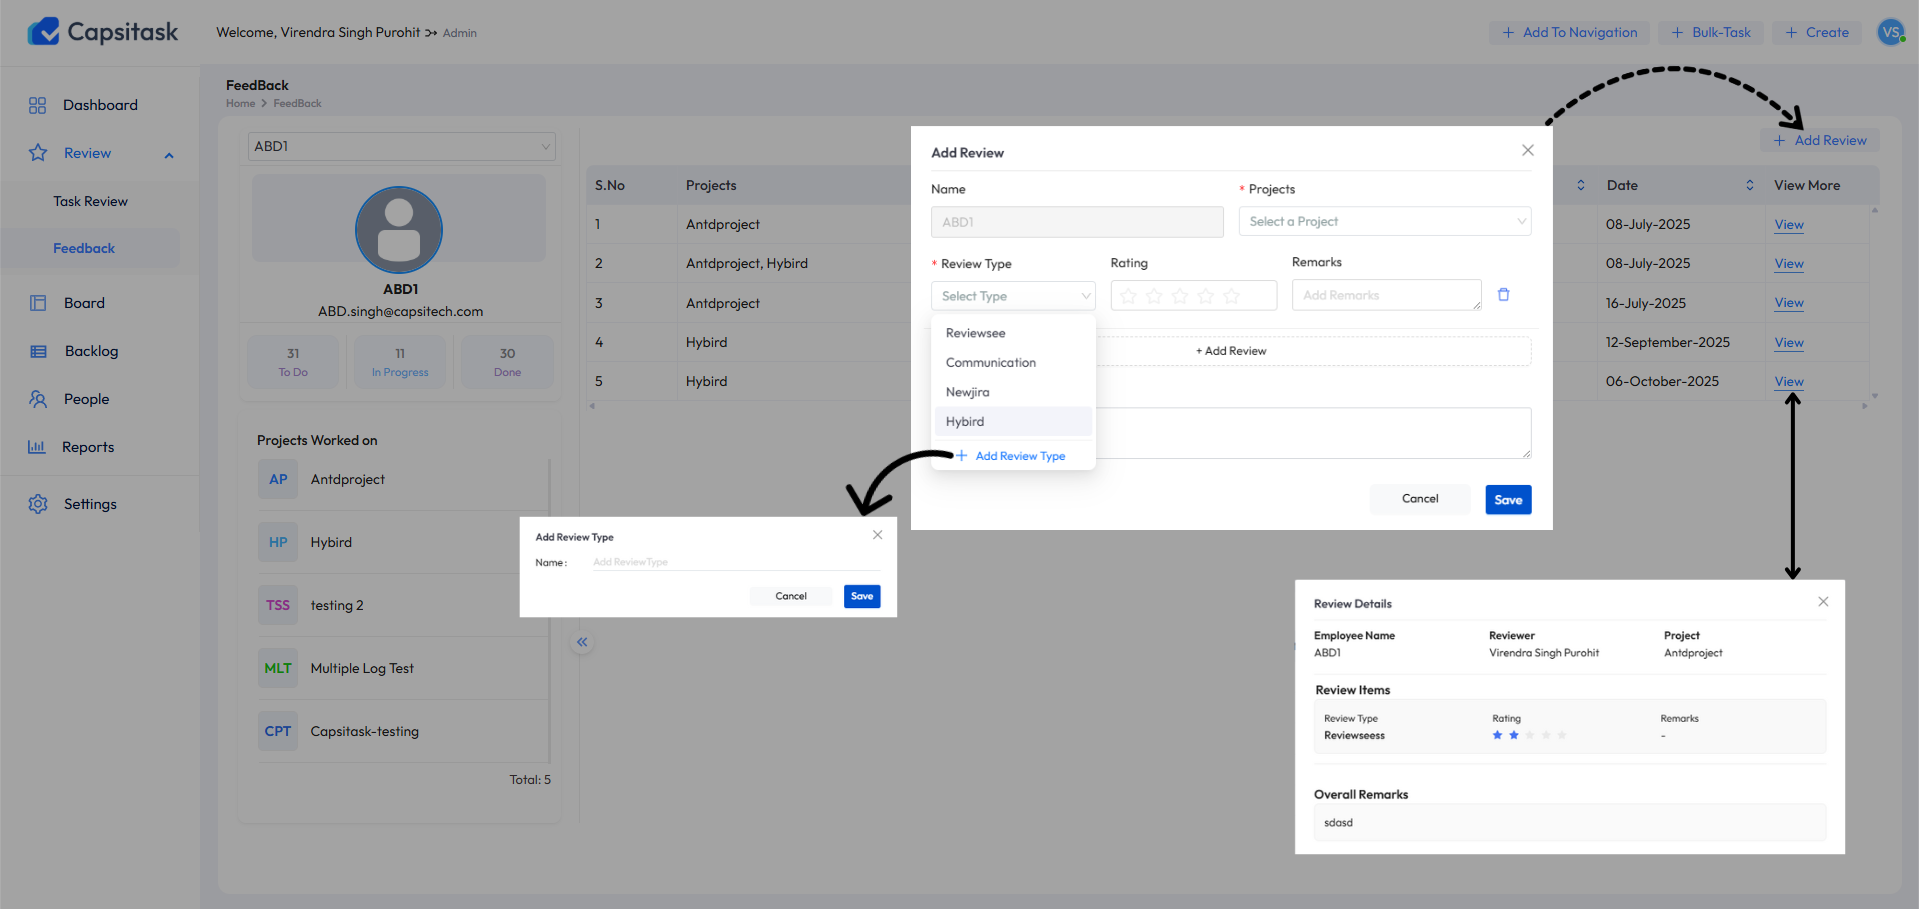 Capsitask
Welcome, Virendra Singh Purohit Admin
Add To Navigation
Bulk-Task
Create
VS
Dashboard
Review
Task Review
Feedback
Board
Backlog
People
Reports
Settings
FeedBack
Home > FeedBack
ABD1
ABD1
ABD.singh@capsitech.com
31
To Do
11
In Progress
30
Done
Projects Worked on
AP Antdproject
HP Hybird
TSS testing 2
MLT Multiple Log Test
CPT Capsitask-testing
Total: 5
+ Add Review
S.No Projects Date View More
1 Antdproject 08-July-2025 View
2 Antdproject, Hybird 08-July-2025 View
3 Antdproject 16-July-2025 View
4 Hybird 12-September-2025 View
5 Hybird 06-October-2025 View
Add Review
Name
ABD1
* Projects
Select a Project
* Review Type
Select Type
Rating
Remarks
Add Remarks
Reviewsee
Communication
Newjira
Hybird
+ Add Review Type
+ Add Review
Cancel
Save
Add Review Type
Name :
Add ReviewType
Cancel
Save
Review Details
Employee Name Reviewer Project
ABD1 Virendra Singh Purohit Antdproject
Review Items
Review Type Rating Remarks
Reviewseess -
Overall Remarks
sdasd